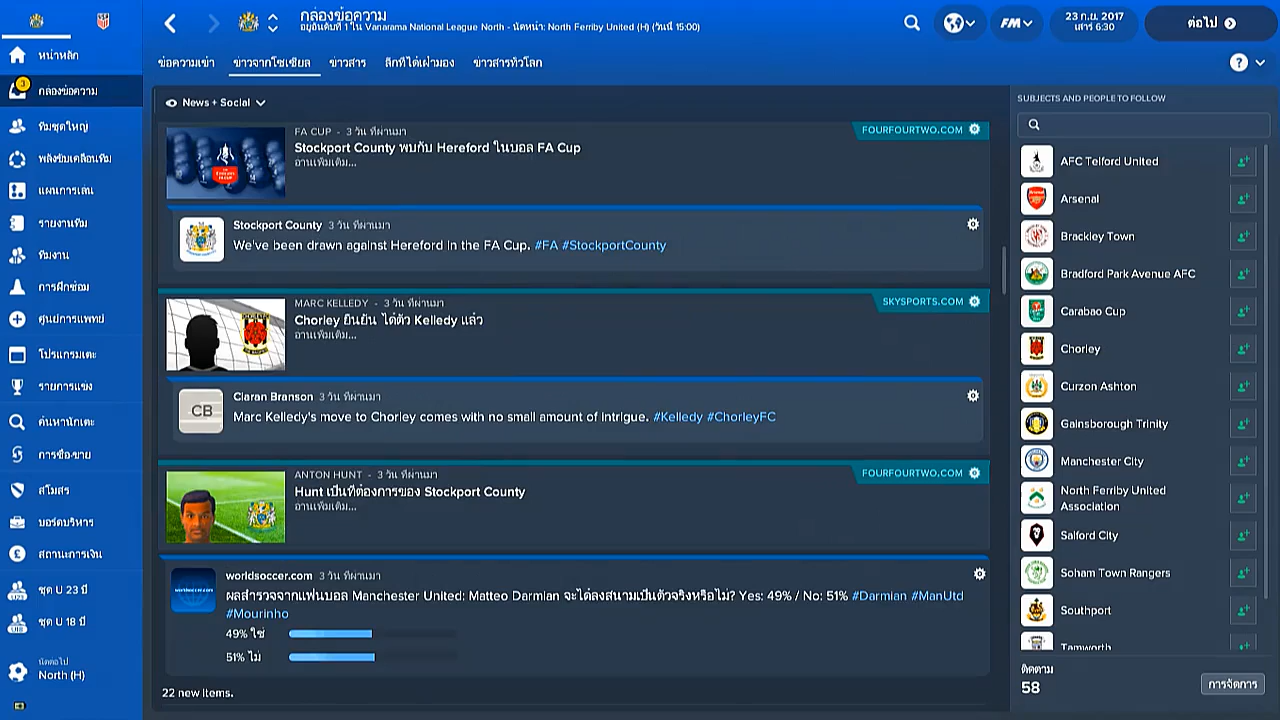 กล่องข้อความ
อยู่อันดับที่ 1 ใน Vanarama National League North - นัดหน้า: North Ferriby United (H) (วันนี้ 15:00)
FM
23 ก.ย. 2017
เสาร์ 6:30
ต่อไป
หน้าหลัก
3
กล่องข้อความ
ทีมชุดใหญ่
พลังขับเคลื่อนทีม
แผนการเล่น
รายงานทีม
ทีมงาน
การฝึกซ้อม
ศูนย์การแพทย์
โปรแกรมเตะ
รายการแข่ง
ค้นหานักเตะ
การซื้อขาย
สโมสร
บอร์ดบริหาร
สถานะการเงิน
ชุด U 23 ปี
ชุด U 18 ปี
นัดต่อไป
North (H)
ข้อความเข้า
ข่าวจากโซเชียล
ข่าวสาร
ลีกที่ได้เฝ้ามอง
ข่าวสารทั่วโลก
?
News + Social
FA CUP - 3 วัน ที่ผ่านมา
FOURFOURTWO.COM
Stockport County พบกับ Hereford ในบอล FA Cup
อ่านเพิ่มเติม...
Stockport County 3 วัน ที่ผ่านมา
We've been drawn against Hereford in the FA Cup. #FA #StockportCounty
MARC KELLEDY - 3 วัน ที่ผ่านมา
SKYSPORTS.COM
Chorley ยืนยัน ได้ตัว Kelledy แล้ว
อ่านเพิ่มเติม...
CB
Ciaran Branson 3 วัน ที่ผ่านมา
Marc Kelledy's move to Chorley comes with no small amount of intrigue. #Kelledy #ChorleyFC
ANTON HUNT - 3 วัน ที่ผ่านมา
FOURFOURTWO.COM
Hunt เป็นที่ต้องการของ Stockport County
อ่านเพิ่มเติม...
worldsoccer.com
worldsoccer.com 3 วัน ที่ผ่านมา
ผลสำรวจจากแฟนบอล Manchester United: Matteo Darmian จะได้ลงสนามเป็นตัวจริงหรือไม่? Yes: 49% / No: 51% #Darmian #ManUtd
#Mourinho
49% ใช่
51% ไม่
22 new items.
SUBJECTS AND PEOPLE TO FOLLOW
AFC Telford United
Arsenal
Brackley Town
Bradford Park Avenue AFC
Carabao Cup
Chorley
Curzon Ashton
Gainsborough Trinity
Manchester City
North Ferriby United
Association
Salford City
Soham Town Rangers
Southport
Tamworth
ติดตาม
58
การจัดการ